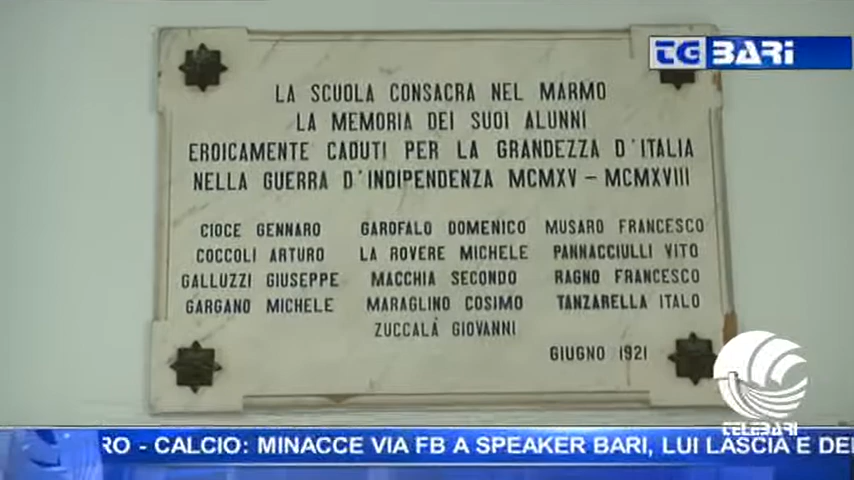 TG BARI
LA SCUOLA CONSACRA NEL MARMO
LA MEMORIA DEI SUOI ALUNNI
EROICAMENTE CADUTI PER LA GRANDEZZA D'ITALIA
NELLA GUERRA D'INDIPENDENZA MCMXV - MCMXVIII
CIOCE GENNARO GAROFALO DOMENICO MUSARO FRANCESCO
COCCOLI ARTURO LA ROVERE MICHELE PANNACCIULLI VITO
GALLUZZI GIUSEPPE MACCHIA SECONDO RAGNO FRANCESCO
GARGANO MICHELE MARAGLINO COSIMO TANZARELLA ITALO
ZUCCALÁ GIOVANNI
GIUGNO 1921
TELEBARI
RO - CALCIO: MINACCE VIA FB A SPEAKER BARI, LUI LASCIA E DE